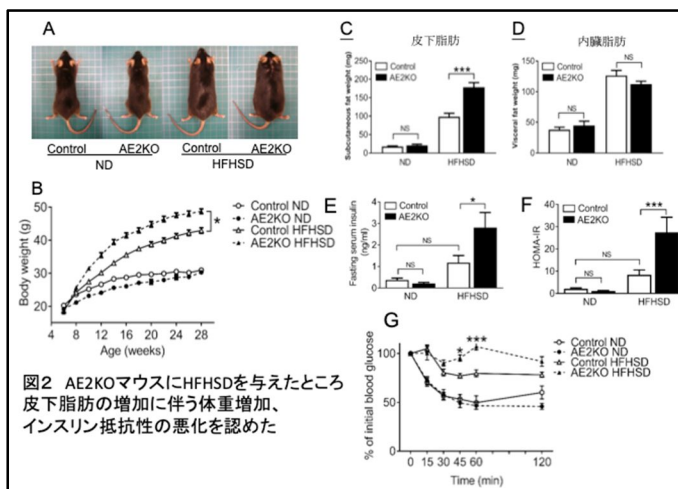 A
Control
AE2KO
Control
AE2KO
ND
HFHSD
B
Body weight (g)
50
40
30
20
4
8
12
16
20
24
28
Age (weeks)
Control ND
AE2KO ND
Control HFHSD
AE2KO HFHSD
*
C
皮下脂肪
Subcutaneous fat weight (mg)
250
200
150
100
50
0
Control
AE2KO
NS
***
ND
HFHSD
D
内臓脂肪
Visceral fat weight (mg)
200
150
100
50
0
Control
AE2KO
NS
NS
ND
HFHSD
E
Fasting serum insulin
(ng/ml)
4
3
2
1
0
Control
AE2KO
NS
NS
*
ND
HFHSD
F
HOMA-IR
40
30
20
10
0
Control
AE2KO
NS
NS
***
ND
HFHSD
G
% of initial blood glucose
100
50
0
0
15
30
45
60
120
Time (min)
*
***
Control ND
AE2KO ND
Control HFHSD
AE2KO HFHSD
図2 AE2KOマウスにHFHSDを与えたところ
皮下脂肪の増加に伴う体重増加、
インスリン抵抗性の悪化を認めた